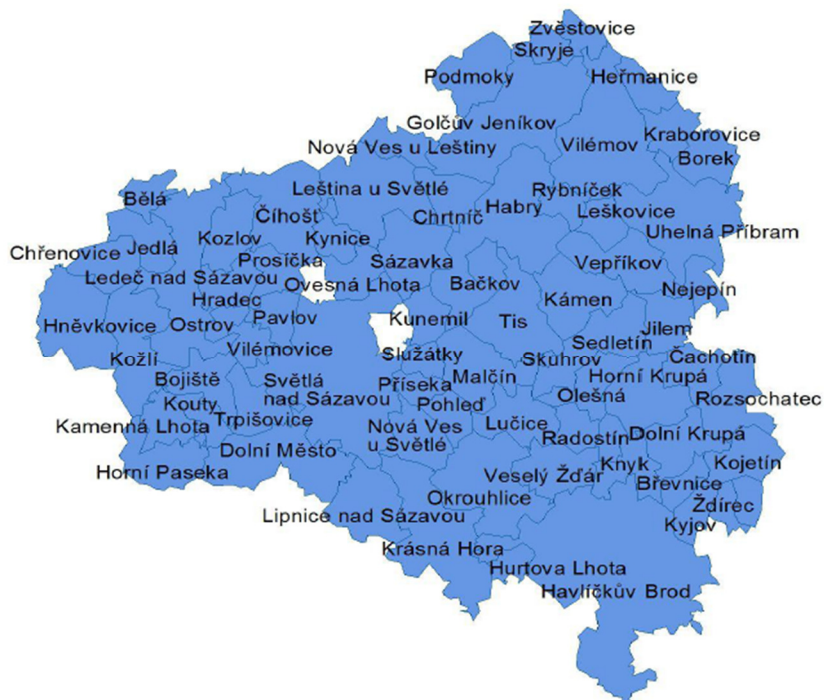 Zvěstovice
Skryje
Podmoky
Heřmanice
Golčův Jeníkov
Kraborovice
Nová Ves u Leštiny
Vilémov
Borek
Leština u Světlé
Rybníček
Bělá
Habry
Leškovice
Číhošť
Chrtníč
Uhelná Příbram
Kozlov
Kynice
Chřenovice
Jedlá
Prosíčka
Sázavka
Vepříkov
Ledeč nad Sázavou
Ovesná Lhota
Bačkov
Nejepín
Hradec
Kámen
Pavlov
Kunemil
Tis
Hněvkovice
Ostrov
Jilem
Sedletín
Vilémovice
Služátky
Kožlí
Skuhrov
Čachotín
Bojiště
Světlá
nad Sázavou
Příseka
Malčín
Horní Krupá
Olešná
Rozsochatec
Kouty
Pohleď
Trpišovice
Kamenná Lhota
Nová Ves
u Světlé
Lučice
Radostín
Dolní Krupá
Dolní Město
Knyk
Kojetín
Horní Paseka
Veselý Žďár
Břevnice
Okrouhlice
Ždírec
Lipnice nad Sázavou
Kyjov
Krásná Hora
Hurtova Lhota
Havlíčkův Brod